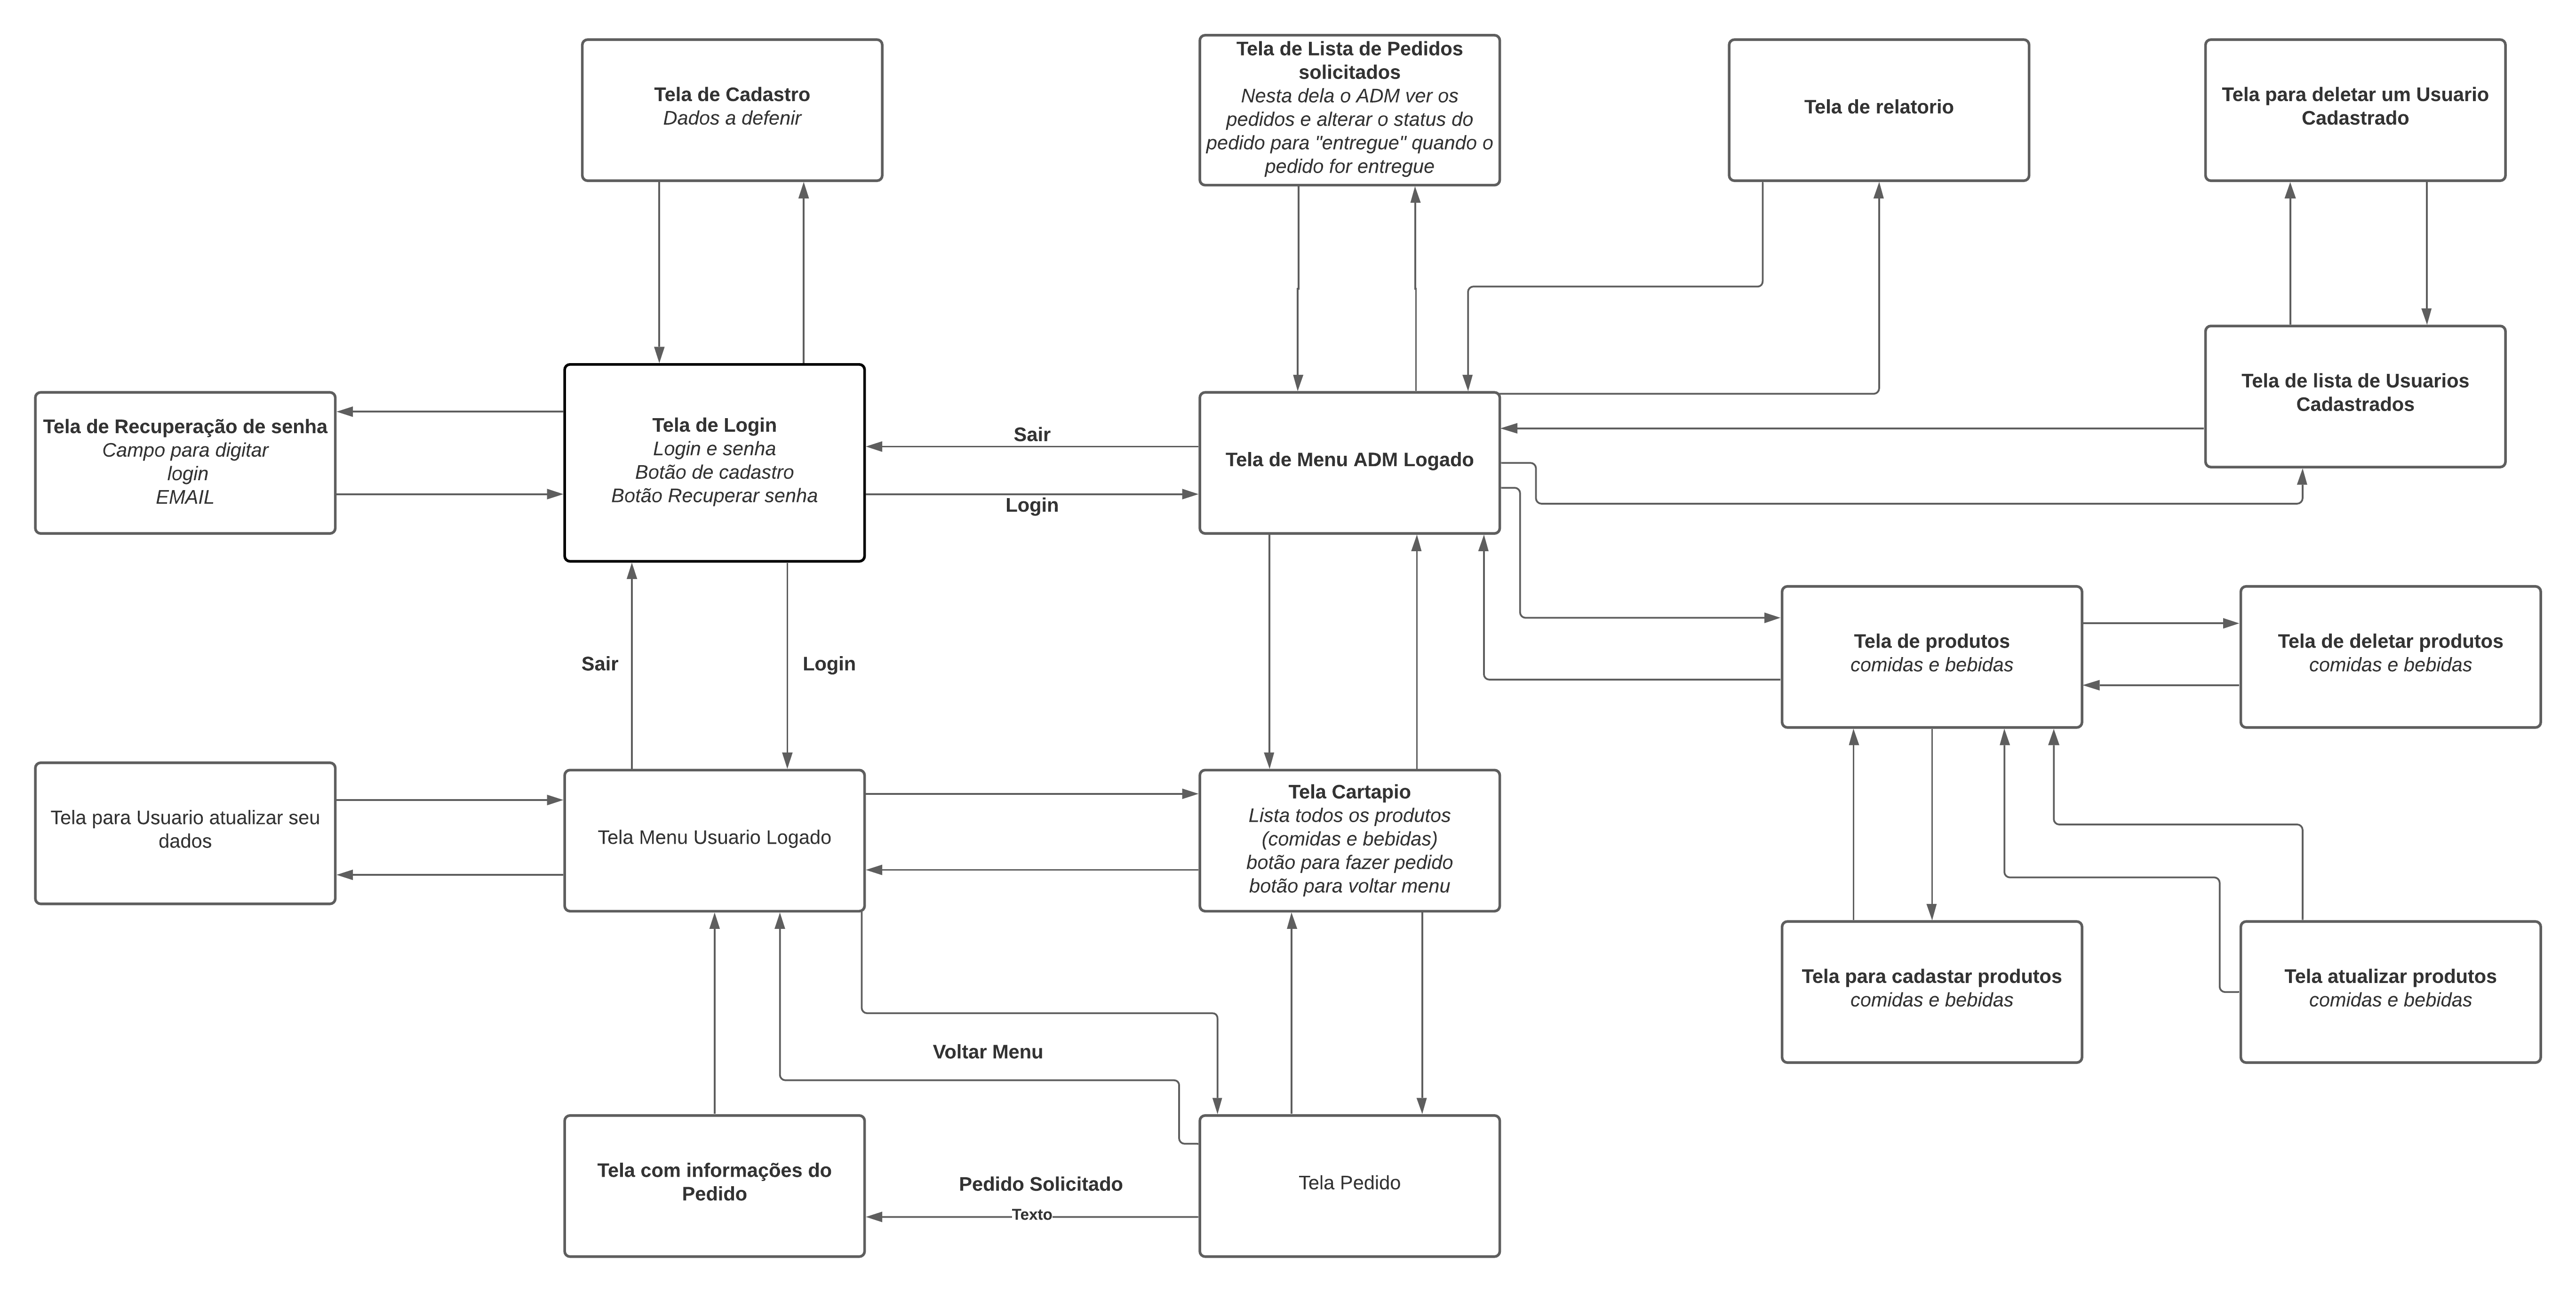 Tela de Cadastro
Dados a defenir
Tela de Lista de Pedidos
solicitados
Nesta dela o ADM ver os
pedidos e alterar o status do
pedido para "entregue" quando o
pedido for entregue
Tela de relatorio
Tela para deletar um Usuario
Cadastrado
Tela de Recuperação de senha
Campo para digitar
login
EMAIL
Tela de Login
Login e senha
Botão de cadastro
Botão Recuperar senha
Sair
Login
Tela de Menu ADM Logado
Tela de lista de Usuarios
Cadastrados
Sair
Login
Tela de produtos
comidas e bebidas
Tela de deletar produtos
comidas e bebidas
Tela para Usuario atualizar seu
dados
Tela Menu Usuario Logado
Tela Cartapio
Lista todos os produtos
(comidas e bebidas)
botão para fazer pedido
botão para voltar menu
Tela para cadastar produtos
comidas e bebidas
Tela atualizar produtos
comidas e bebidas
Voltar Menu
Tela com informações do
Pedido
Pedido Solicitado
Texto
Tela Pedido